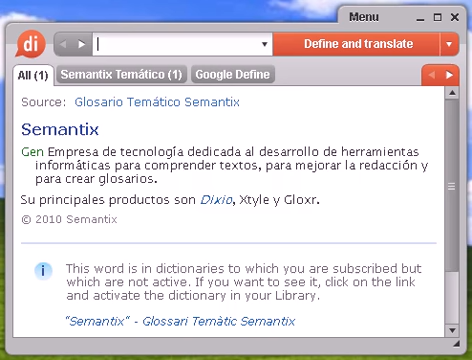 Menu
di
Define and translate
All (1) Semantix Temático (1) Google Define
Source: Glosario Temático Semantix
Semantix
Gen Empresa de tecnología dedicada al desarrollo de herramientas
informáticas para comprender textos, para mejorar la redacción y
para crear glosarios.
Su principales productos son Dixio, Xtyle y Gloxr.
© 2010 Semantix
i
This word is in dictionaries to which you are subscribed but
which are not active. If you want to see it, click on the link
and activate the dictionary in your Library.
"Semantix" - Glossari Temàtic Semantix